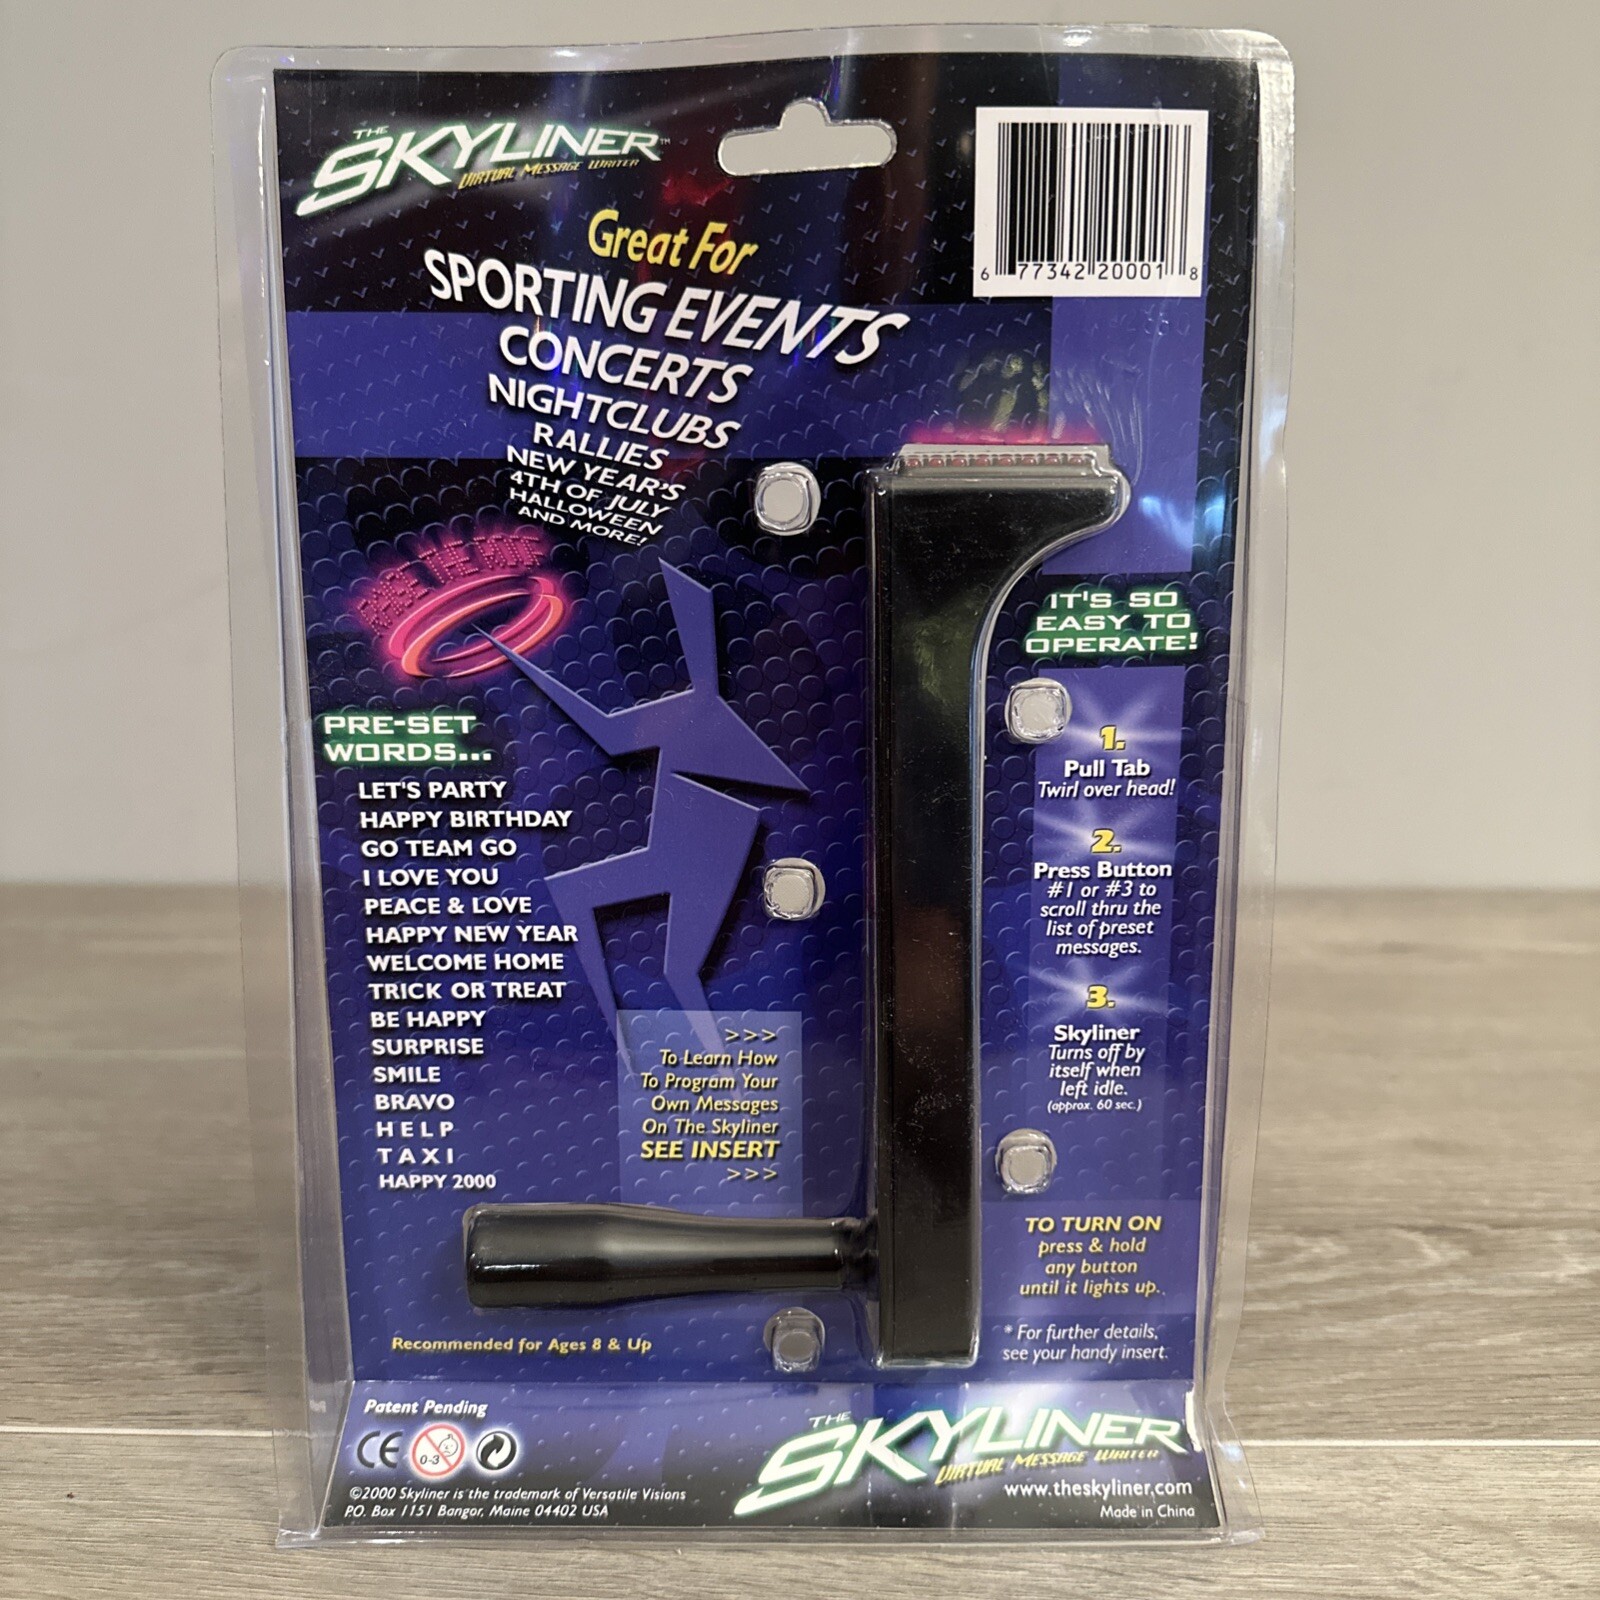 THE
SKYLINER™
VIRTUAL MESSAGE WRITER
6 77342 20001 8
Great For
SPORTING EVENTS
CONCERTS
NIGHTCLUBS
RALLIES
NEW YEAR'S
4TH OF JULY
HALLOWEEN
AND MORE!
RAISE THE ROOF
PRE-SET
WORDS...
LET'S PARTY
HAPPY BIRTHDAY
GO TEAM GO
I LOVE YOU
PEACE & LOVE
HAPPY NEW YEAR
WELCOME HOME
TRICK OR TREAT
BE HAPPY
SURPRISE
SMILE
BRAVO
H E L P
T A X I
HAPPY 2000
>>>
To Learn How
To Program Your
Own Messages
On The Skyliner
SEE INSERT
>>>
IT'S SO
EASY TO
OPERATE!
1.
Pull Tab
Twirl over head!
2.
Press Button
#1 or #3 to
scroll thru the
list of preset
messages.
3.
Skyliner
Turns off by
itself when
left idle.
(approx. 60 sec.)
TO TURN ON
press & hold
any button
until it lights up..
* For further details,
see your handy insert.
Recommended for Ages 8 & Up
Patent Pending
CE 0-3
©2000 Skyliner is the trademark of Versatile Visions
P.O. Box 1151 Bangor, Maine 04402 USA
THE
SKYLINER
VIRTUAL MESSAGE WRITER
www.theskyliner.com
Made in China